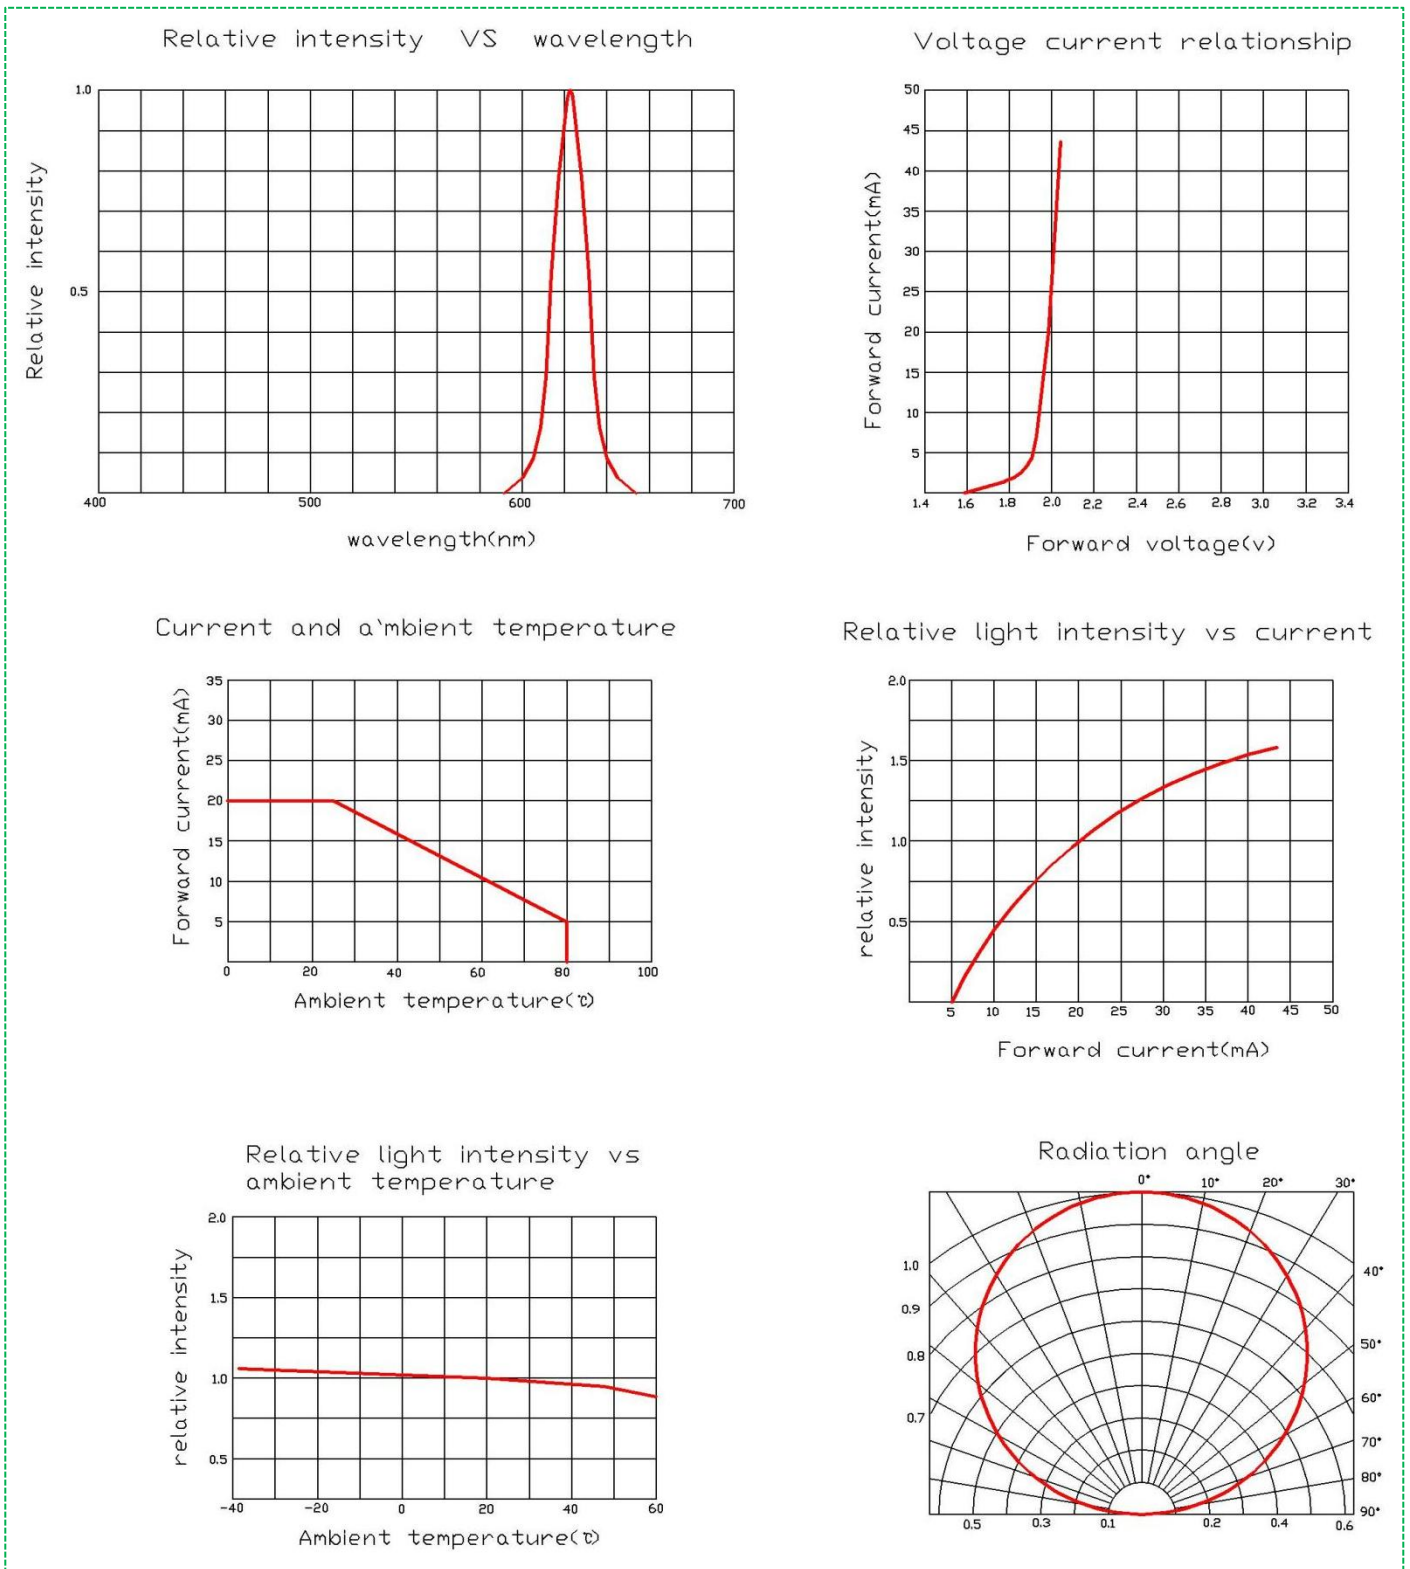 Relative intensity VS wavelength
1.0
0.5
Relative intensity
400 500 600 700
wavelength(nm)
Voltage current relationship
50
45
40
35
30
25
20
15
10
5
Forward current(mA)
1.4 1.6 1.8 2.0 2.2 2.4 2.6 2.8 3.0 3.2 3.4
Forward voltage(v)
Current and a‘mbient temperature
35
30
25
20
15
10
5
Forward current(mA)
0 20 40 60 80 100
Ambient temperature(℃)
Relative light intensity vs current
2.0
1.5
1.0
0.5
relative intensity
5 10 15 20 25 30 35 40 45 50
Forward current(mA)
Relative light intensity vs
ambient temperature
2.0
1.5
1.0
0.5
relative intensity
-40 -20 0 20 40 60
Ambient temperature(℃)
Radiation angle
0° 10° 20° 30°
1.0 40°
0.9
0.8 50°
60°
0.7
70°
80°
90°
0.5 0.3 0.1 0.2 0.4 0.6